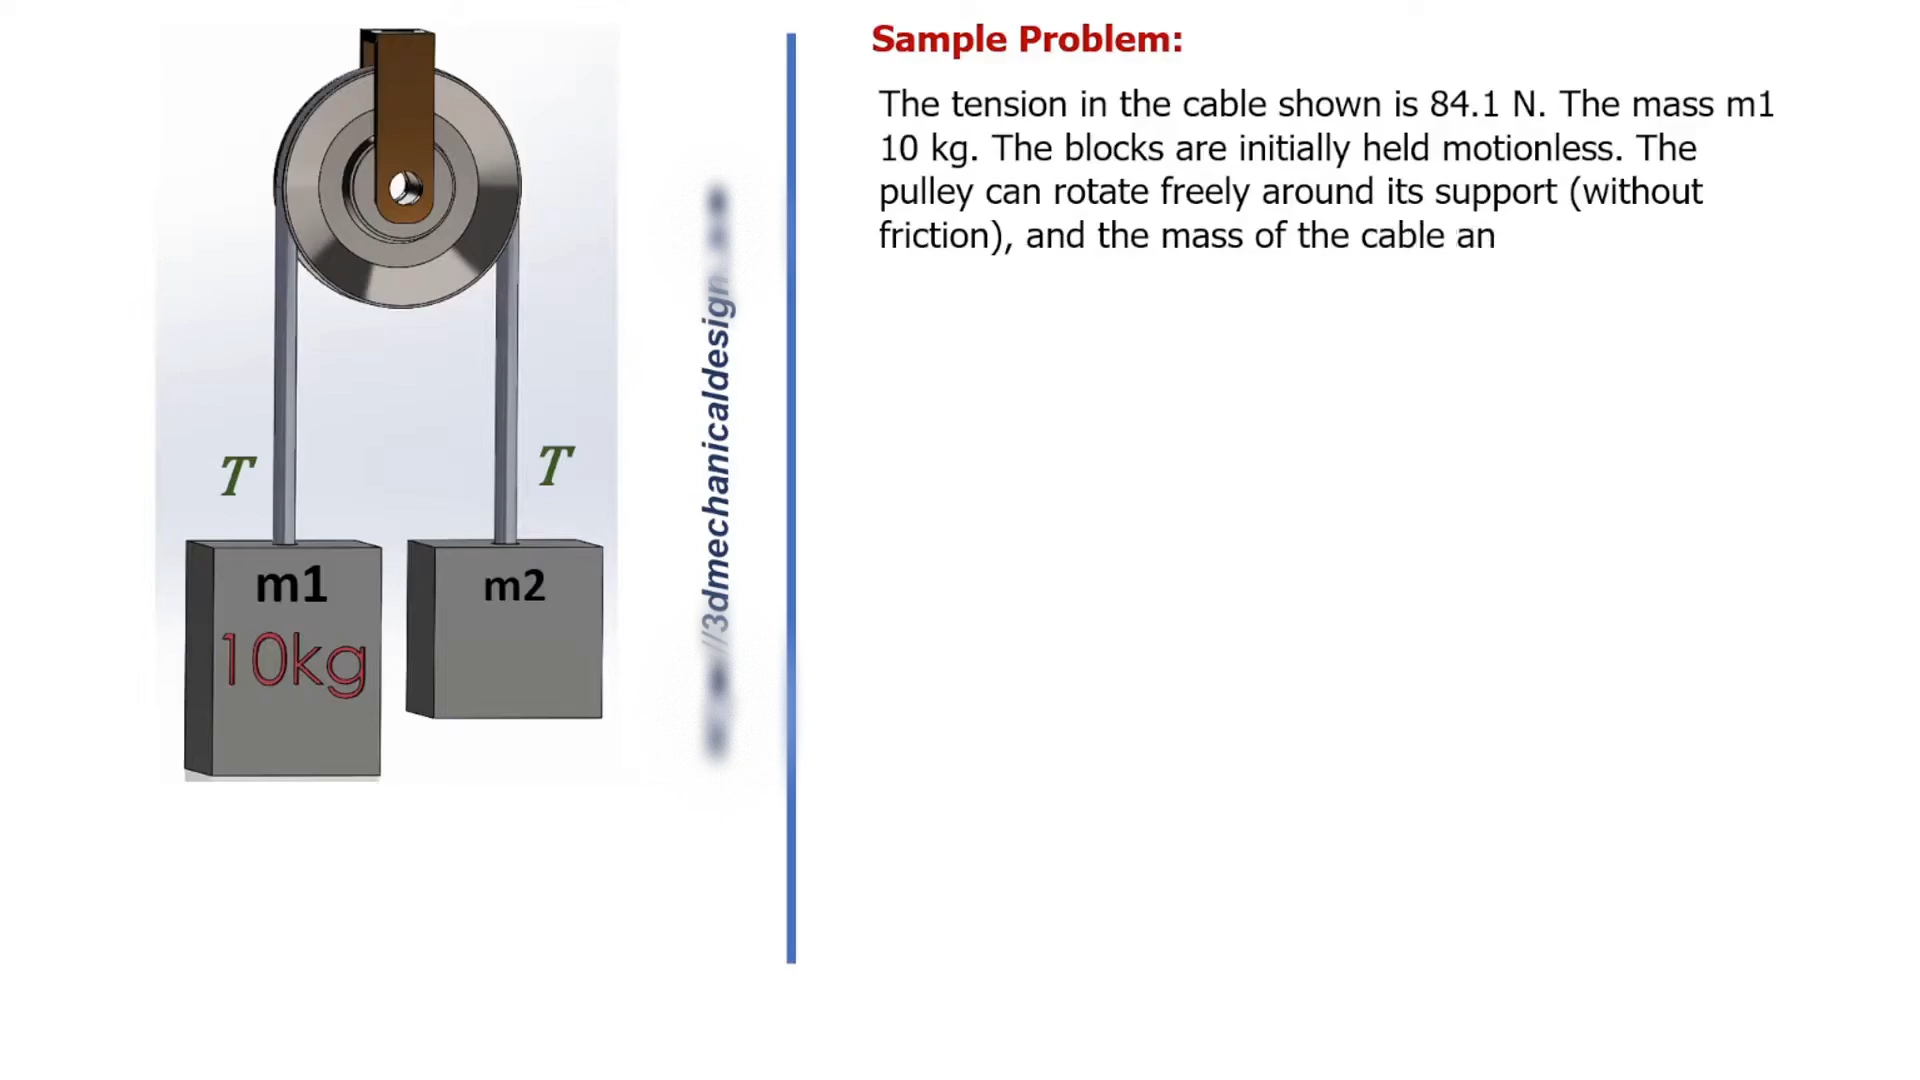 Sample Problem:
The tension in the cable shown is 84.1 N. The mass m1
10 kg. The blocks are initially held motionless. The
pulley can rotate freely around its support (without
friction), and the mass of the cable an
T
T
m1
10kg
m2
//3dmechanicaldesign